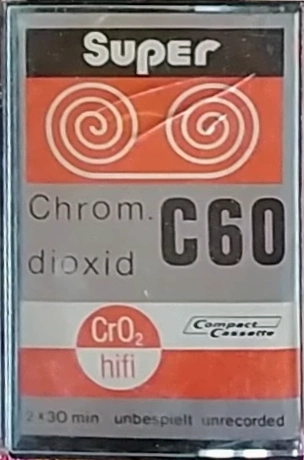 Super
Chrom.
dioxid
C60
CrO₂
hifi
Compact
Cassette
2 x 30 min unbespielt unrecorded